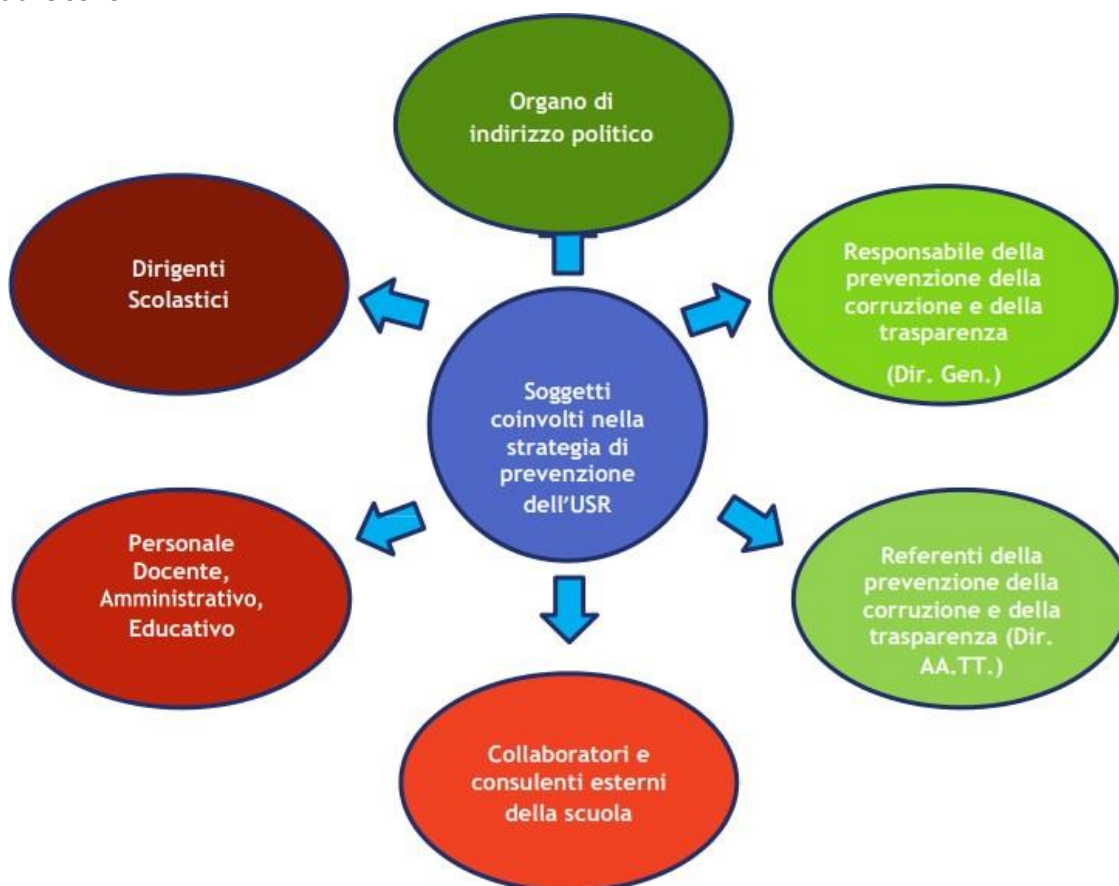 Organo di
indirizzo politico
Responsabile della
prevenzione della
corruzione e della
trasparenza
(Dir. Gen.)
Referenti della
prevenzione della
corruzione e della
trasparenza (Dir.
AA.TT.)
Collaboratori e
consulenti esterni
della scuola
Personale
Docente,
Amministrativo,
Educativo
Dirigenti
Scolastici
Soggetti
coinvolti nella
strategia di
prevenzione
dell'USR